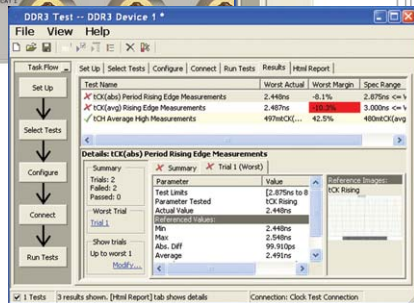 DDR3 Test -- DDR3 Device 1 *
File View Help
Task Flow
Set Up
Select Tests
Configure
Connect
Run Tests
Set Up Select Tests Configure Connect Run Tests Results Html Report
Test Name Worst Actual Worst Margin Spec Range
tCK(abs) Period Rising Edge Measurements 2.448ns -8.1% 2.875ns <=
tCK(avg) Rising Edge Measurements 2.487ns -10.3% 3.000ns <=
tCH Average High Measurements 497mtCK(... 42.5% 480mtCK(avg
Details: tCK(abs) Period Rising Edge Measurements
Summary
Trials: 2
Failed: 2
Passed: 0
Worst Trial
Trial 1
Show trials
Up to worst 1
Modify...
Summary Trial 1 (Worst)
Parameter Value
Test Limits [2.875ns to 8
Parameter Tested tCK Rising
Actual Value 2.448ns
Referenced Values:
Min 2.448ns
Max 2.548ns
Abs. Diff 99.910ps
Average 2.491ns
Reference Images:
tCK Rising
1 Tests 3 results shown. [Html Report] tab shows details Connection: Clock Test Connection